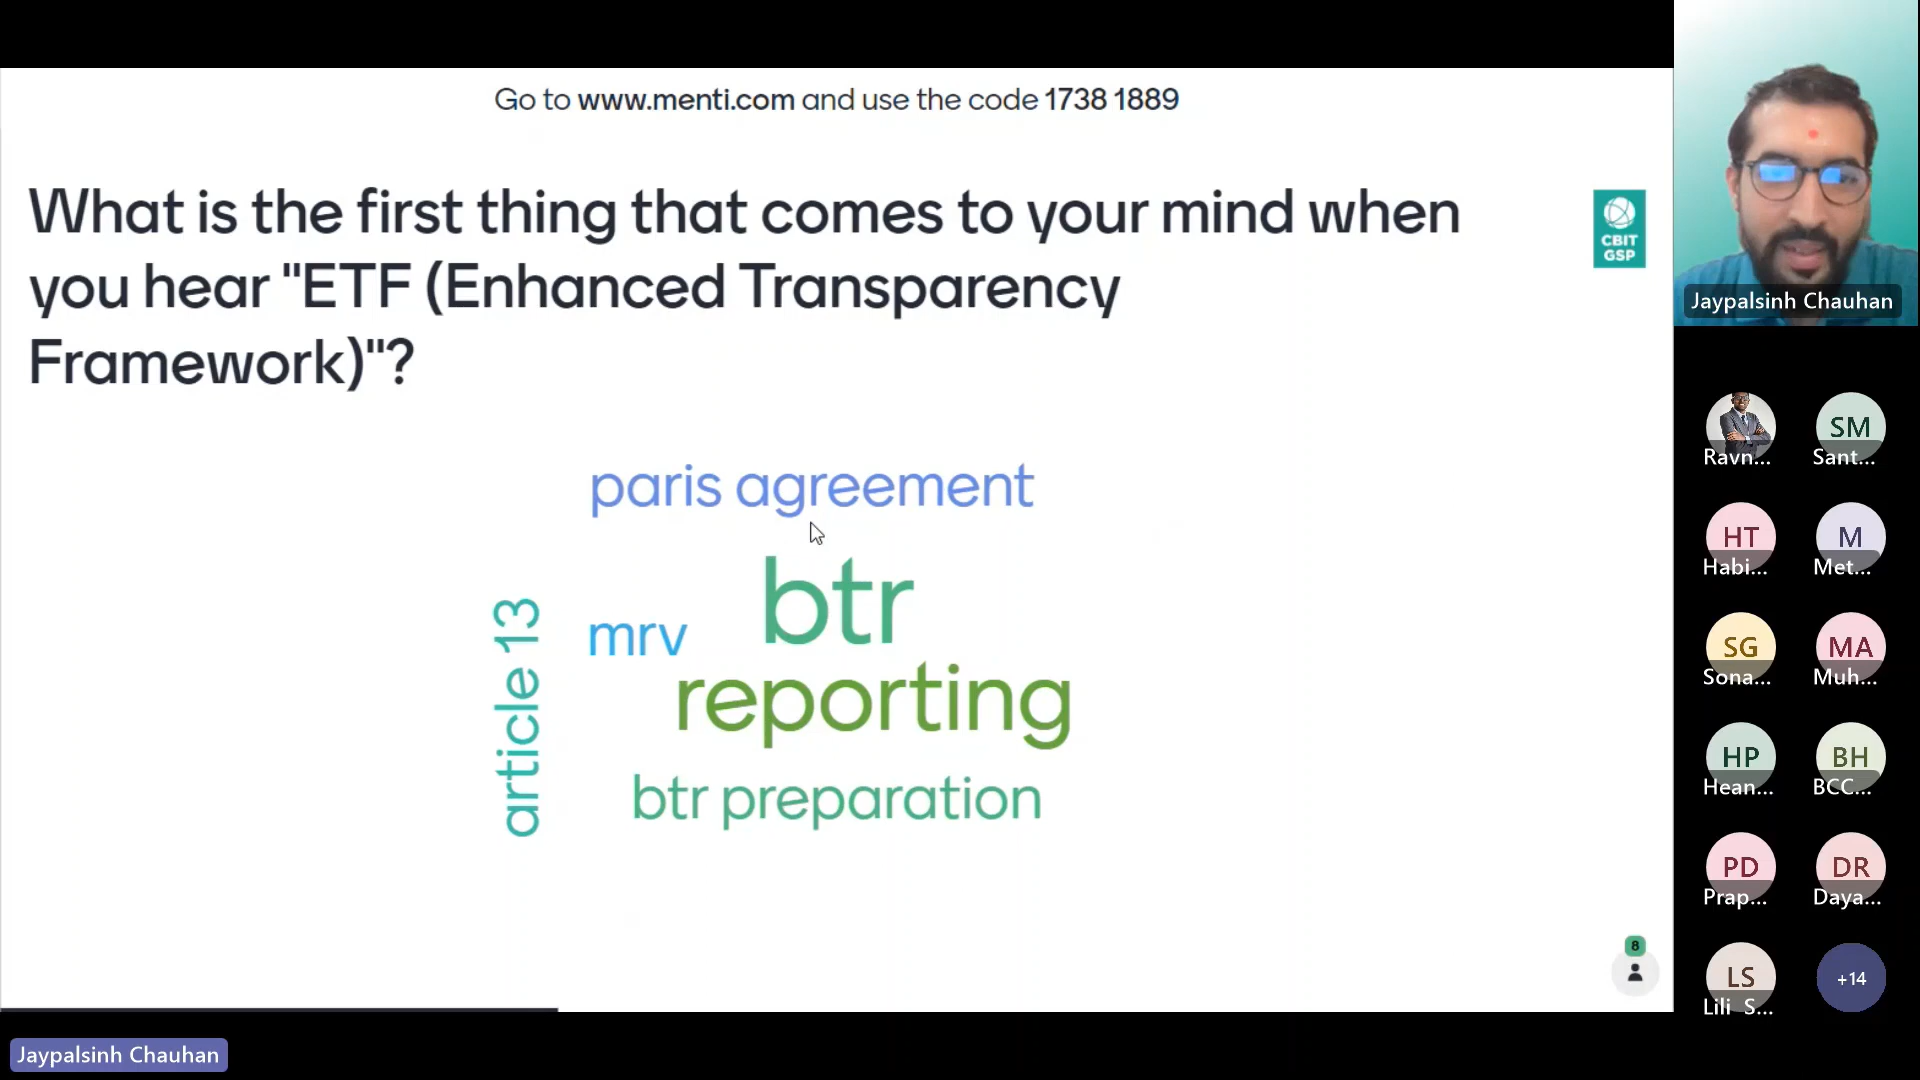 Go to www.menti.com and use the code 1738 1889
What is the first thing that comes to your mind when
you hear "ETF (Enhanced Transparency
Framework)"?
CBIT
GSP
paris agreement
btr
mrv
article 13
reporting
btr preparation
8
Jaypalsinh Chauhan
Ravn...
SM
Sant...
HT
Habi...
M
Met...
SG
Sona...
MA
Muh...
HP
Hean...
BH
BCC...
PD
Prap...
DR
Daya...
LS
Lili S...
+14
Jaypalsinh Chauhan